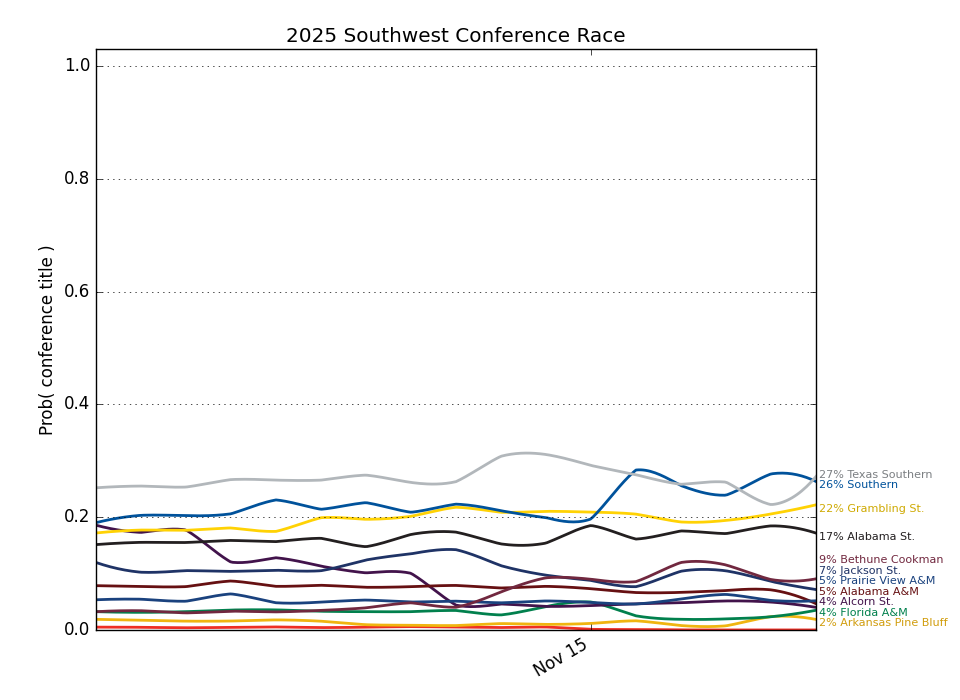 2025 Southwest Conference Race
Prob( conference title )
1.0
0.8
0.6
0.4
0.2
0.0
Nov 15
27% Texas Southern
26% Southern
22% Grambling St.
17% Alabama St.
9% Bethune Cookman
7% Jackson St.
5% Prairie View A&M
5% Alabama A&M
4% Alcorn St.
4% Florida A&M
2% Arkansas Pine Bluff